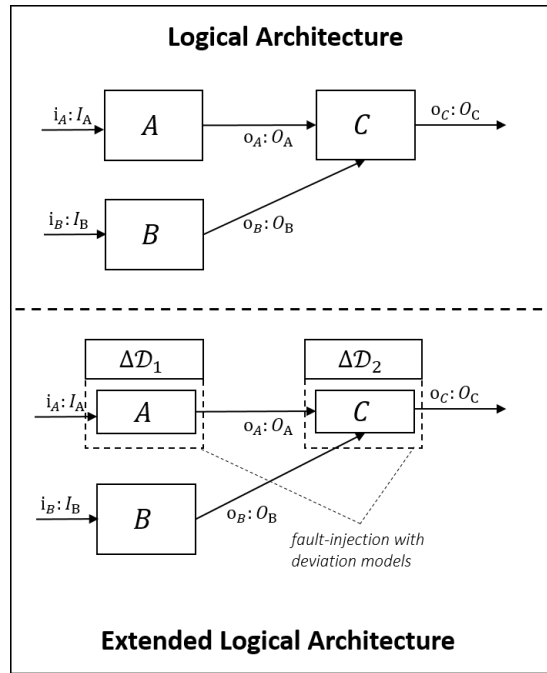 Logical Architecture
i_A: I_A
A
o_A: O_A
C
o_C: O_C
i_B: I_B
B
o_B: O_B
Δ𝒟_1
Δ𝒟_2
i_A: I_A
A
o_A: O_A
C
o_C: O_C
i_B: I_B
B
o_B: O_B
fault-injection with
deviation models
Extended Logical Architecture